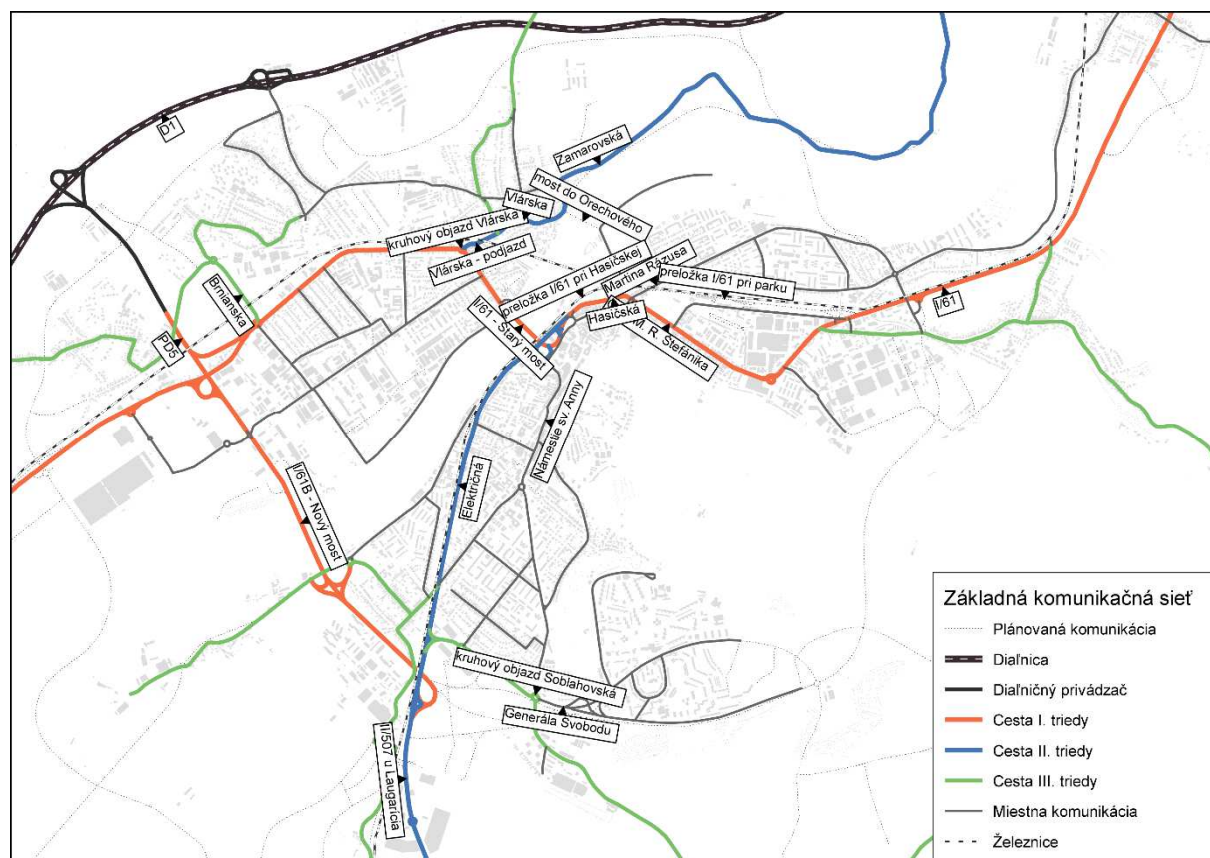 D1
Zamarovská
most do Orechového
Vlárska
kruhový objazd Vlárska
Vlárska - podjazd
preložka I/61 pri Hasičskej
Martina Rázusa
preložka I/61 pri parku
I/61
Brnianska
PD5
I/61 - Starý most
Hasičská
M. R. Štefánika
Námestie sv. Anny
Električná
I/61B - Nový most
kruhový objazd Soblahovská
Generála Svobodu
II/507 u Laugarícia
Základná komunikačná sieť
Plánovaná komunikácia
Diaľnica
Diaľničný privádzač
Cesta I. triedy
Cesta II. triedy
Cesta III. triedy
Miestna komunikácia
Železnice